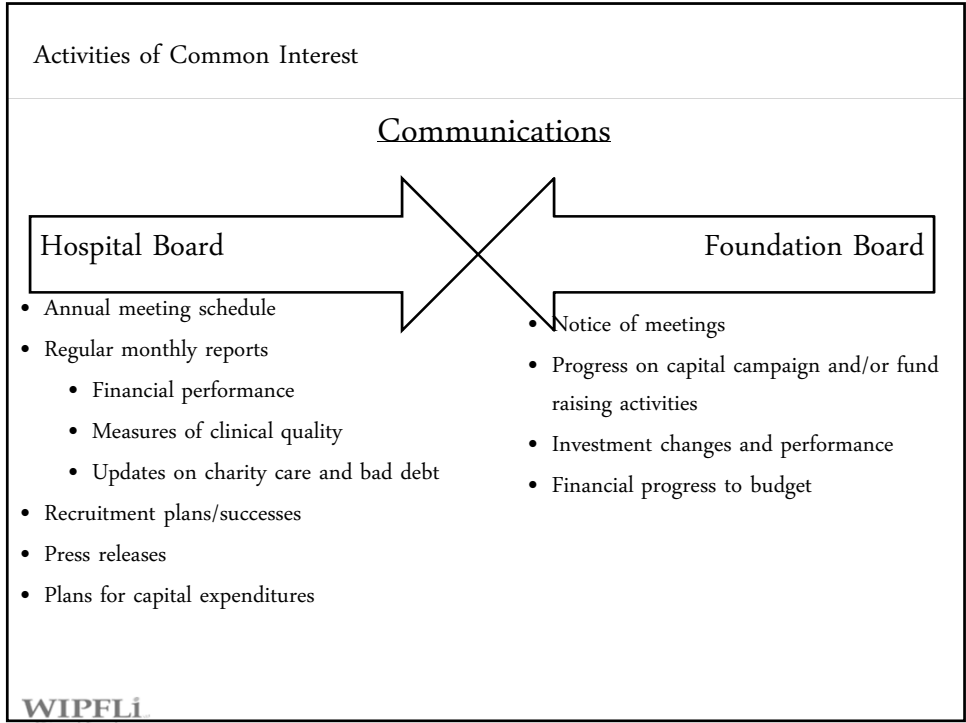 Activities of Common Interest
Communications
Hospital Board
• Annual meeting schedule
• Regular monthly reports
• Financial performance
• Measures of clinical quality
• Updates on charity care and bad debt
• Recruitment plans/successes
• Press releases
• Plans for capital expenditures
Foundation Board
• Notice of meetings
• Progress on capital campaign and/or fund
raising activities
• Investment changes and performance
• Financial progress to budget
WIPFLi